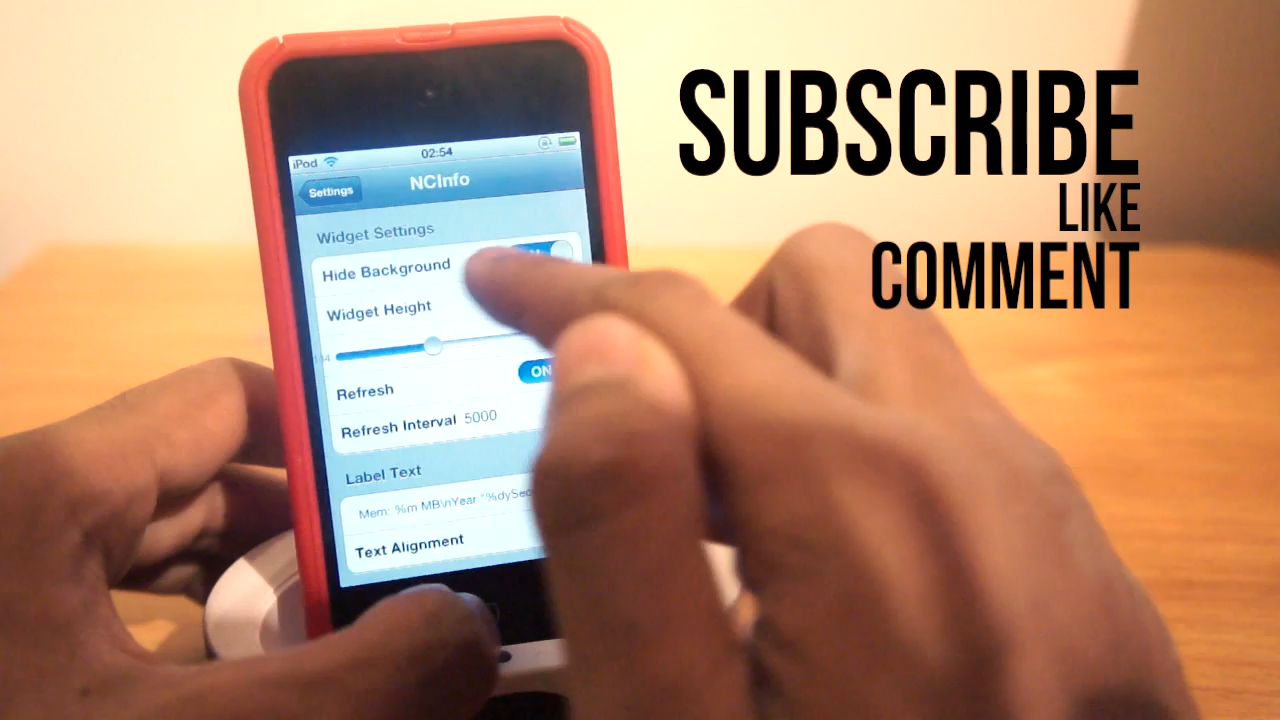 SUBSCRIBE
LIKE
COMMENT
iPod 02:54
Settings NCInfo
Widget Settings
Hide Background
Widget Height
Refresh ON
Refresh Interval 5000
Label Text
Mem: %m MB\nYear
Text Alignment